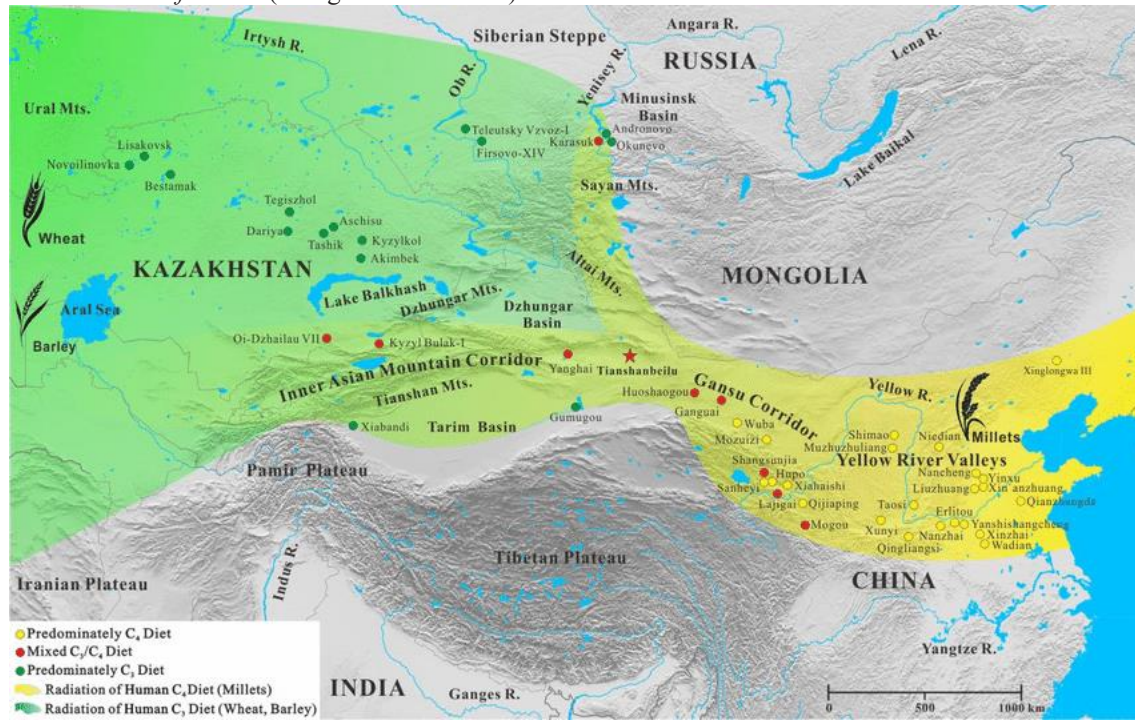 Irtysh R.
Siberian Steppe
Angara R.
RUSSIA
Lena R.
Ob R.
Yenisey R.
Ural Mts.
Minusinsk
Basin
Lake Baikal
Teleutsky Vzvoz-I
Firsovo-XIV
Karasuk
Andronovo
Okunevo
Lisakovsk
Novoilinovka
Bestamak
Sayan Mts.
Wheat
Tegiszhol
Dariya
Aschisu
Tashik
Kyzylkol
Akimbek
KAZAKHSTAN
Altai Mts.
MONGOLIA
Lake Balkhash
Dzhungar Mts.
Aral Sea
Dzhungar
Basin
Barley
Oi-Dzhailau VII
Kyzyl Bulak-I
Yanghai
Tianshanbeilu
Inner Asian Mountain Corridor
Tianshan Mts.
Gansu Corridor
Yellow R.
Xinglongwa III
Huoshaogou
Ganguai
Gumugou
Xiabandi
Tarim Basin
Wuba
Mozuizi
Shimao
Muzhuzhuliang
Niedian
Millets
Pamir Plateau
Shangsunjia
Hupo
Yellow River Valleys
Nancheng
Yinxu
Sanheyi
Xiahaishi
Liuzhuang
Xin'anzhuang
Lajigai
Qijiaping
Taosi
Erlitou
Qianzhangda
Mogou
Xunyi
Nanzhai
Yanshishangcheng
Xinzhai
Qingliangsi
Wadian
Tibetan Plateau
Iranian Plateau
Indus R.
CHINA
Predominately C₄ Diet
Mixed C₃/C₄ Diet
Predominately C₃ Diet
Radiation of Human C₄ Diet (Millets)
Radiation of Human C₃ Diet (Wheat, Barley)
INDIA
Ganges R.
Yangtze R.
0 500 1000 km